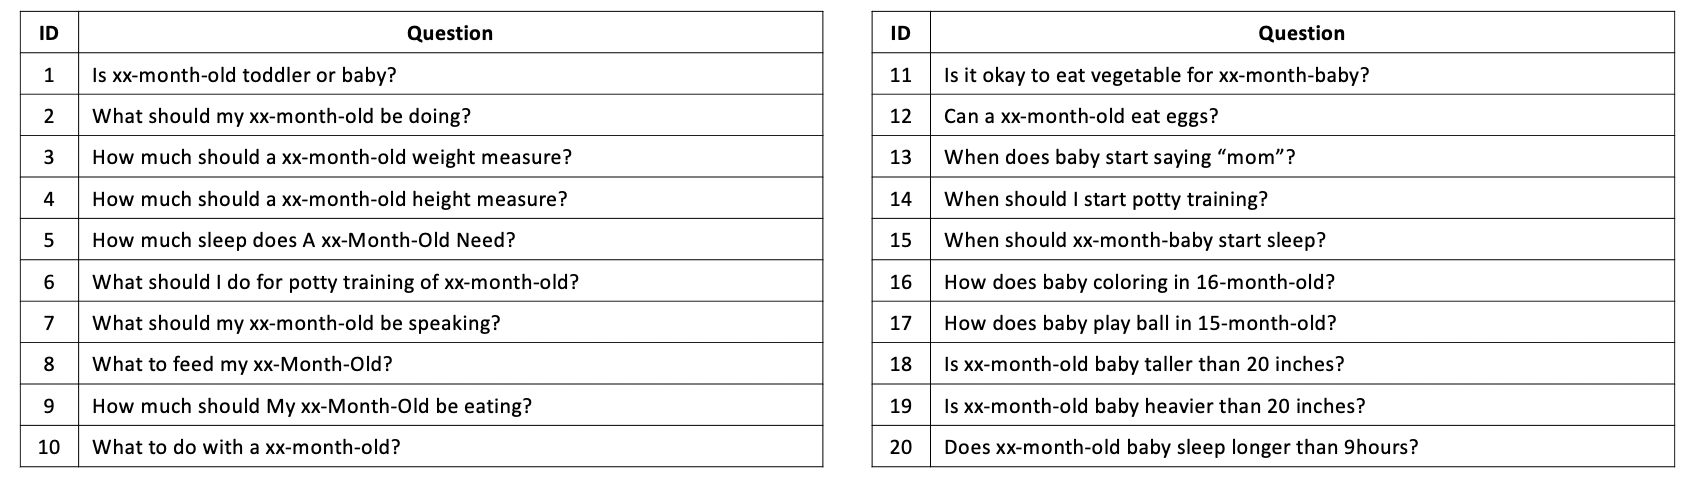 ID Question
1 Is xx-month-old toddler or baby?
2 What should my xx-month-old be doing?
3 How much should a xx-month-old weight measure?
4 How much should a xx-month-old height measure?
5 How much sleep does A xx-Month-Old Need?
6 What should I do for potty training of xx-month-old?
7 What should my xx-month-old be speaking?
8 What to feed my xx-Month-Old?
9 How much should My xx-Month-Old be eating?
10 What to do with a xx-month-old?
ID Question
11 Is it okay to eat vegetable for xx-month-baby?
12 Can a xx-month-old eat eggs?
13 When does baby start saying “mom”?
14 When should I start potty training?
15 When should xx-month-baby start sleep?
16 How does baby coloring in 16-month-old?
17 How does baby play ball in 15-month-old?
18 Is xx-month-old baby taller than 20 inches?
19 Is xx-month-old baby heavier than 20 inches?
20 Does xx-month-old baby sleep longer than 9hours?